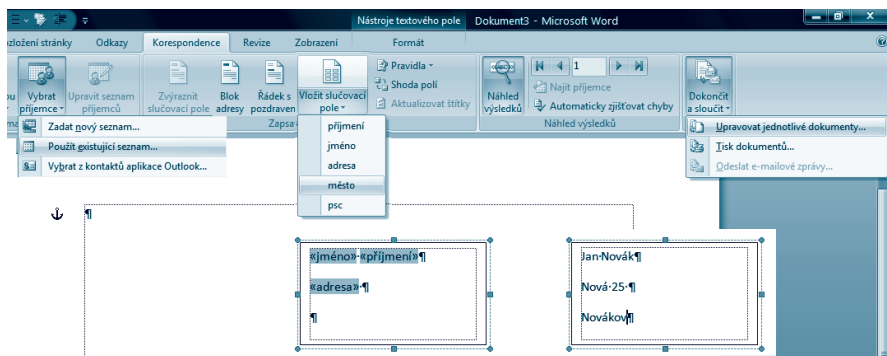 Nástroje textového pole Dokument3 - Microsoft Word
Odkazy Korespondence Revize Zobrazení Formát
Vybrat příjemce
Upravit seznam příjemců
Zvýraznit slučovací pole
Blok adresy
Řádek s
Vložit slučovací pole
Pravidla
Shoda polí
Aktualizovat štítky
Náhled výsledků
1
Najít příjemce
Automaticky zjišťovat chyby
Náhled výsledků
Dokončit a sloučit
Zadat nový seznam...
Použít existující seznam...
Vybrat z kontaktů aplikace Outlook...
příjmení
jméno
adresa
město
psc
Upravovat jednotlivé dokumenty...
Tisk dokumentů...
Odeslat e-mailové zprávy...
¶
«jméno»·«příjmení»¶
«adresa»·¶
¶
Jan·Novák¶
Nová·25·¶
Novákov¶